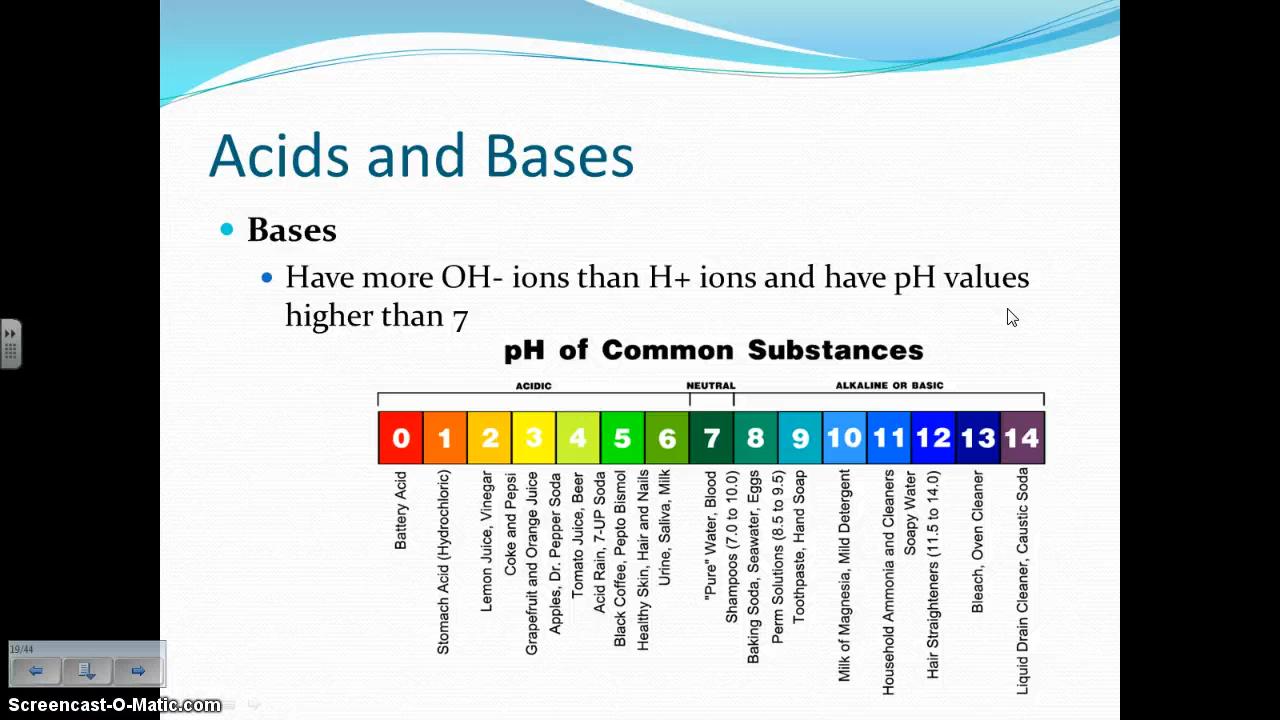 Acids and Bases
Bases
Have more OH- ions than H+ ions and have pH values
higher than 7
pH of Common Substances
ACIDIC
NEUTRAL
ALKALINE OR BASIC
0 1 2 3 4 5 6 7 8 9 10 11 12 13 14
Battery Acid
Stomach Acid (Hydrochloric)
Lemon Juice, Vinegar
Coke and Pepsi
Grapefruit and Orange Juice
Apples, Dr. Pepper Soda
Tomato Juice, Beer
Acid Rain, 7-UP Soda
Black Coffee, Pepto Bismol
Healthy Skin, Hair and Nails
Urine, Saliva, Milk
"Pure" Water, Blood
Shampoos (7.0 to 10.0)
Baking Soda, Seawater, Eggs
Perm Solutions (8.5 to 9.5)
Toothpaste, Hand Soap
Milk of Magnesia, Mild Detergent
Household Ammonia and Cleaners
Soapy Water
Hair Straighteners (11.5 to 14.0)
Bleach, Oven Cleaner
Liquid Drain Cleaner, Caustic Soda
19/44
Screencast-O-Matic.com